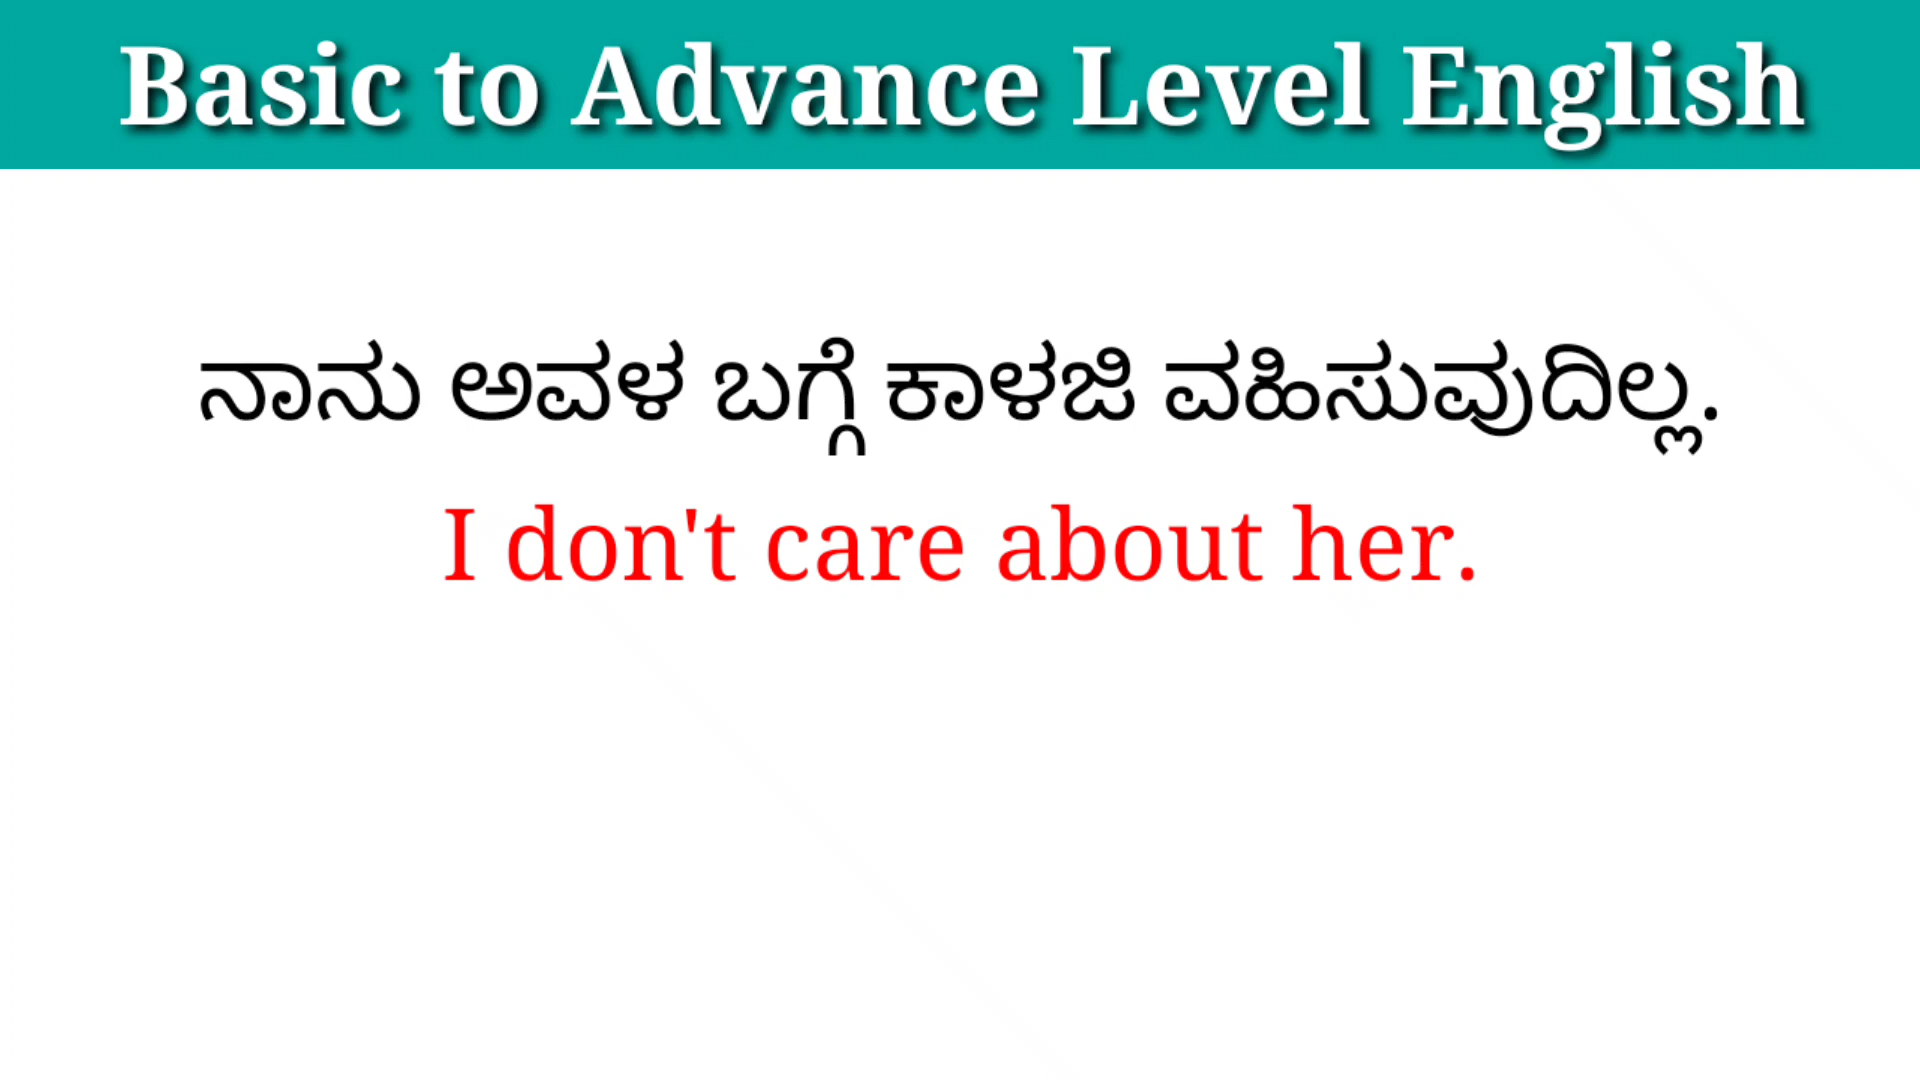 Basic to Advance Level English
ನಾನು ಅವಳ ಬಗ್ಗೆ ಕಾಳಜಿ ವಹಿಸುವುದಿಲ್ಲ.
I don't care about her.